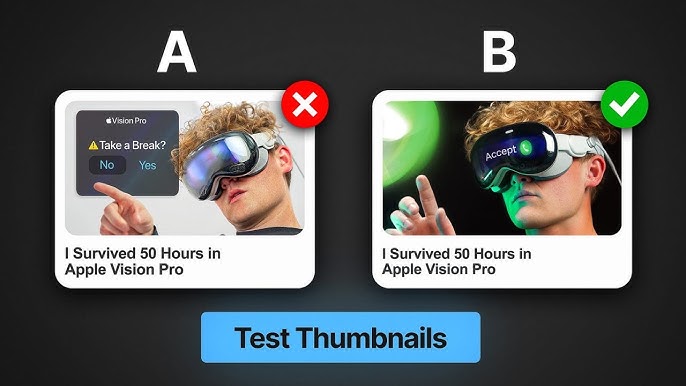 A
B
Vision Pro
Take a Break?
No Yes
Accept
I Survived 50 Hours in
Apple Vision Pro
I Survived 50 Hours in
Apple Vision Pro
Test Thumbnails